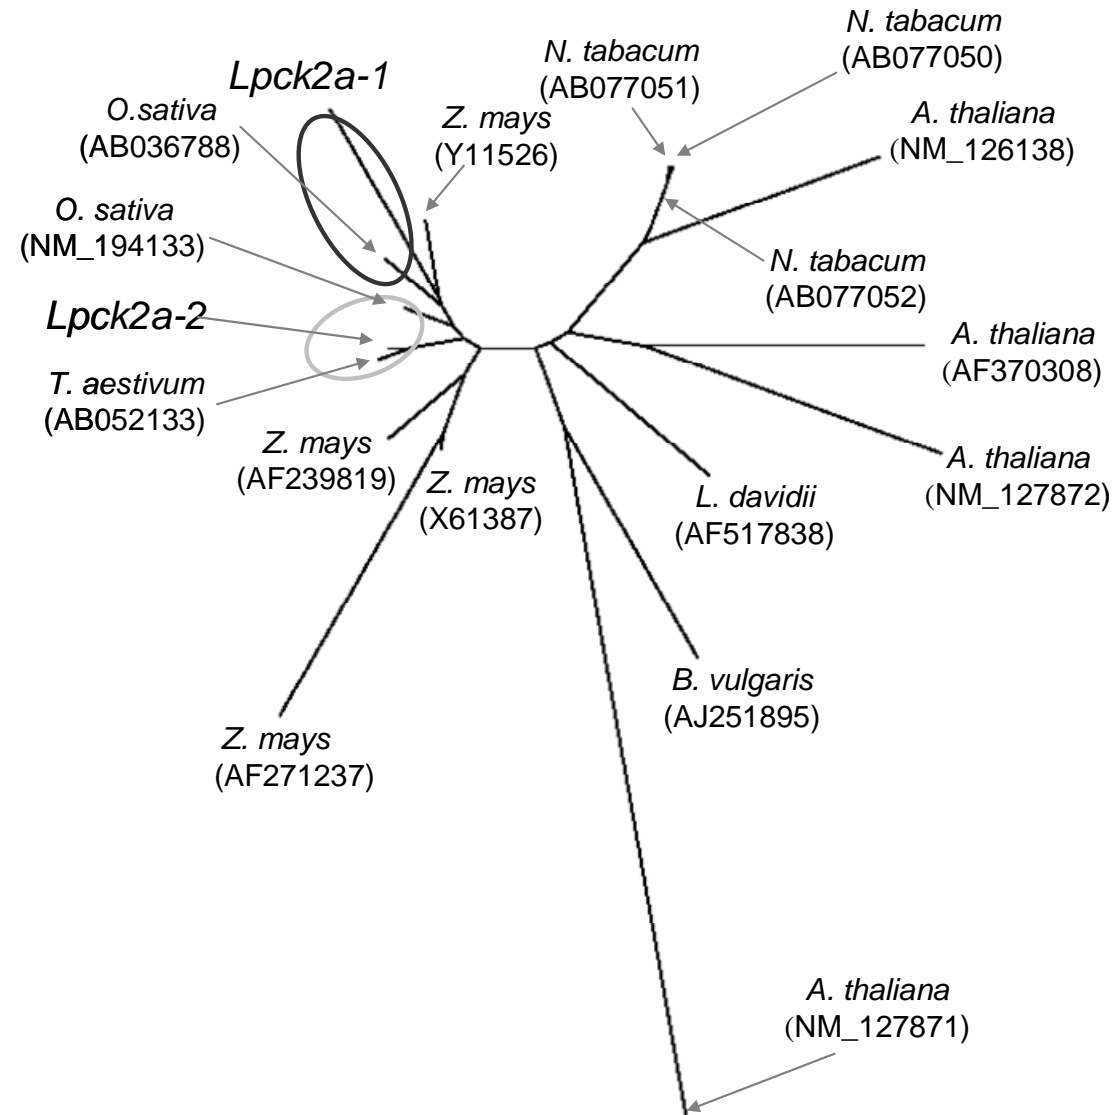 N. tabacum
(AB077050)
N. tabacum
(AB077051)
Lpck2a-1
O.sativa
(AB036788)
Z. mays
(Y11526)
A. thaliana
(NM_126138)
O. sativa
(NM_194133)
N. tabacum
(AB077052)
Lpck2a-2
A. thaliana
(AF370308)
T. aestivum
(AB052133)
Z. mays
(AF239819)
Z. mays
(X61387)
L. davidii
(AF517838)
A. thaliana
(NM_127872)
B. vulgaris
(AJ251895)
Z. mays
(AF271237)
A. thaliana
(NM_127871)